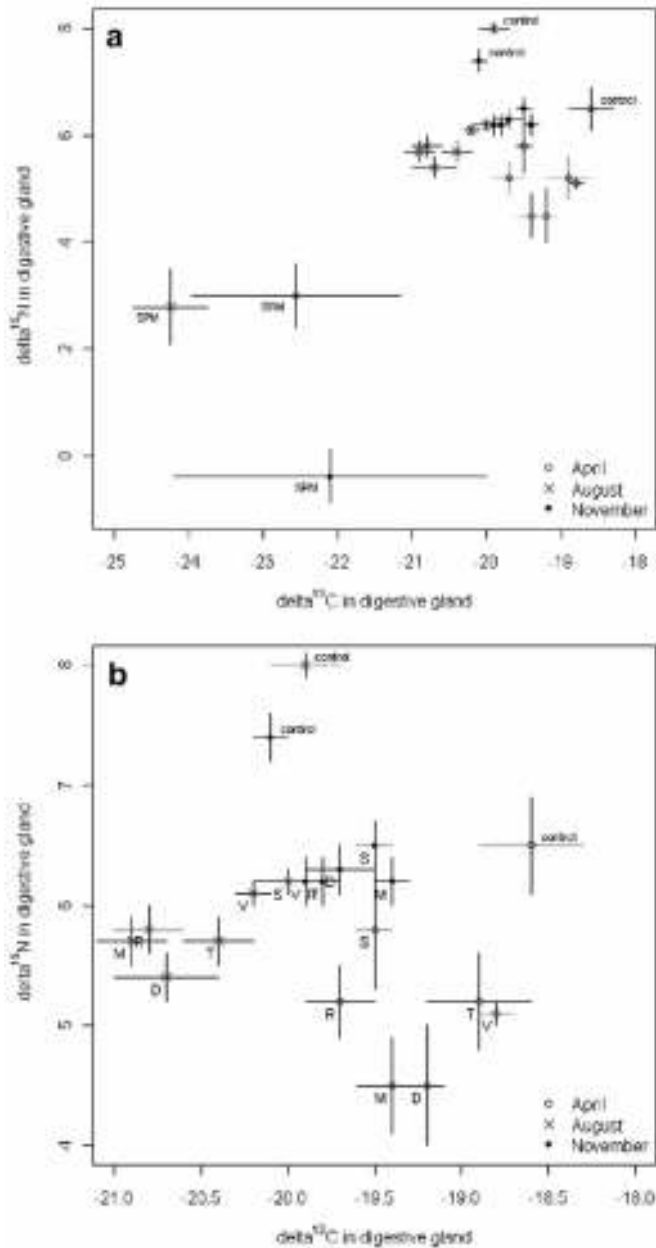 a
control
control
control
SPM
SPM
SPM
8
6
4
2
0
delta¹⁵N in digestive gland
April
August
November
-25 -24 -23 -22 -21 -20 -19 -18
delta¹³C in digestive gland
b
control
control
control
S
V
S
V
M
S
M
R
T
D
R
T
V
M
D
8
7
6
5
4
delta¹⁵N in digestive gland
April
August
November
-21.0 -20.5 -20.0 -19.5 -19.0 -18.5 -18.0
delta¹³C in digestive gland